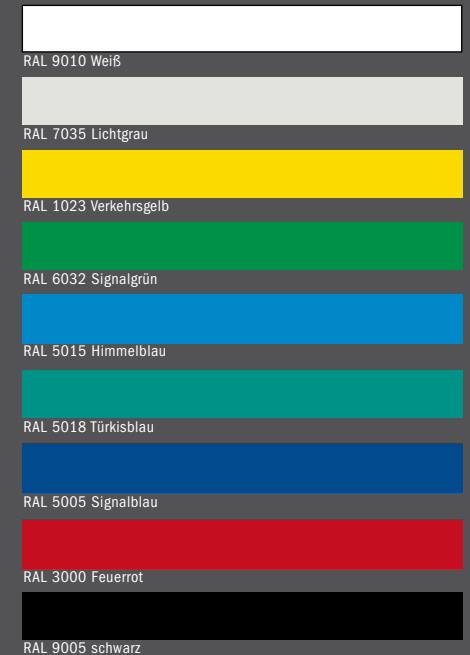 RAL 9010 Weiß
RAL 7035 Lichtgrau
RAL 1023 Verkehrsgelb
RAL 6032 Signalgrün
RAL 5015 Himmelblau
RAL 5018 Türkisblau
RAL 5005 Signalblau
RAL 3000 Feuerrot
RAL 9005 schwarz